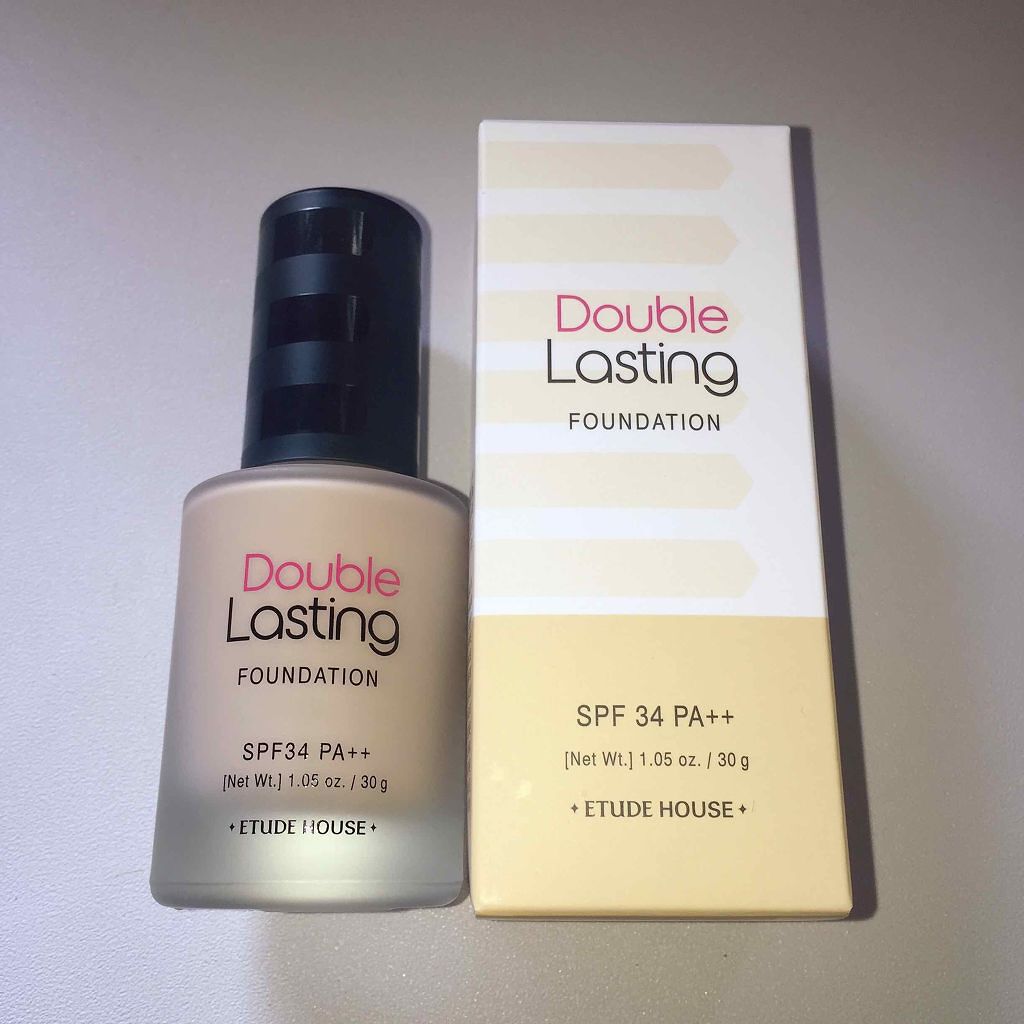 Double
Lasting
FOUNDATION
SPF34 PA++
[Net Wt.] 1.05 oz. / 30 g
ETUDE HOUSE
Double
Lasting
FOUNDATION
SPF 34 PA++
[Net Wt.] 1.05 oz. / 30 g
ETUDE HOUSE